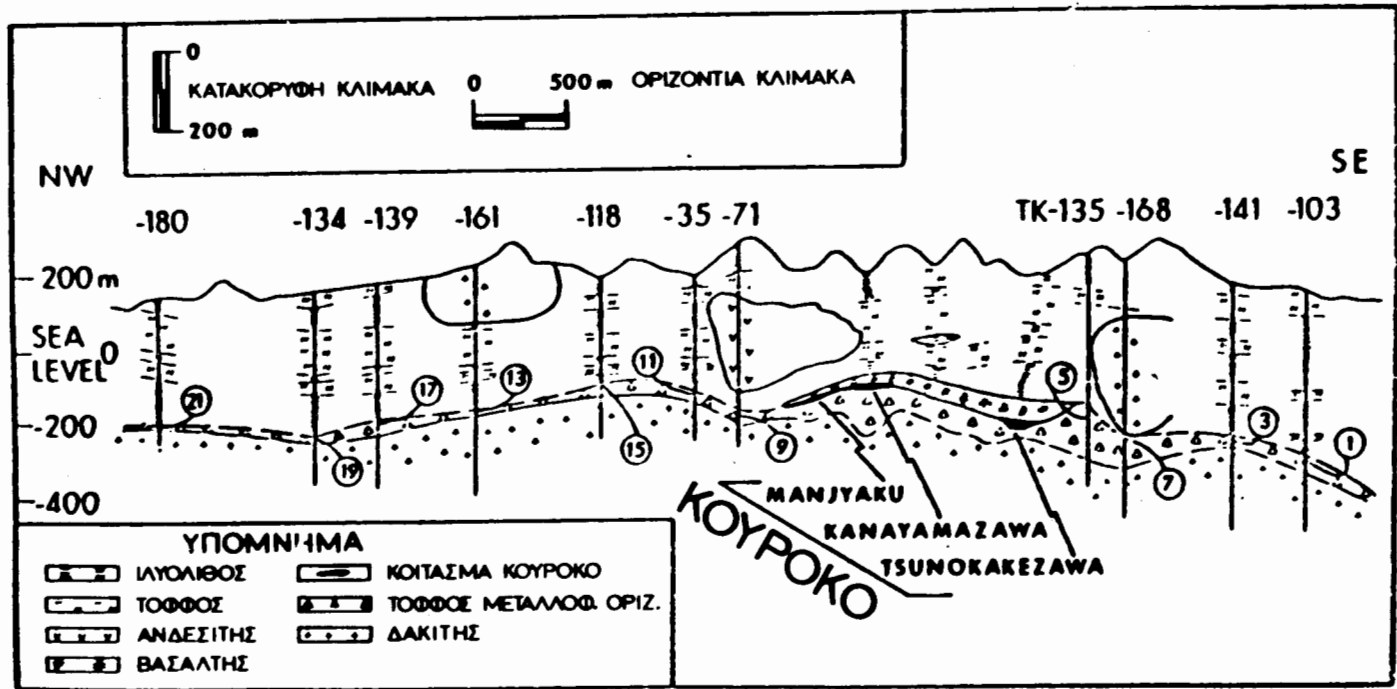 0
ΚΑΤΑΚΟΡΥΦΗ ΚΛΙΜΑΚΑ
200 m
0 500 m ΟΡΙΖΟΝΤΙΑ ΚΛΙΜΑΚΑ
NW
SE
-180 -134 -139 -161 -118 -35 -71 TK-135 -168 -141 -103
200 m
SEA LEVEL 0
-200
-400
21 19 17 13 11 15 9 5 7 3 1
MANJYAKU
KANAYAMAZAWA
TSUNOKAKEZAWA
ΚΟΥΡΟΚΟ
ΥΠΟΜΝΗΜΑ
ΙΛΥΟΛΙΘΟΣ
ΤΟΦΦΟΣ
ΑΝΔΕΣΙΤΗΣ
ΒΑΣΑΛΤΗΣ
ΚΟΙΤΑΣΜΑ ΚΟΥΡΟΚΟ
ΤΟΦΦΟΣ ΜΕΤΑΛΛΟΦ. ΟΡΙΖ.
ΔΑΚΙΤΗΣ